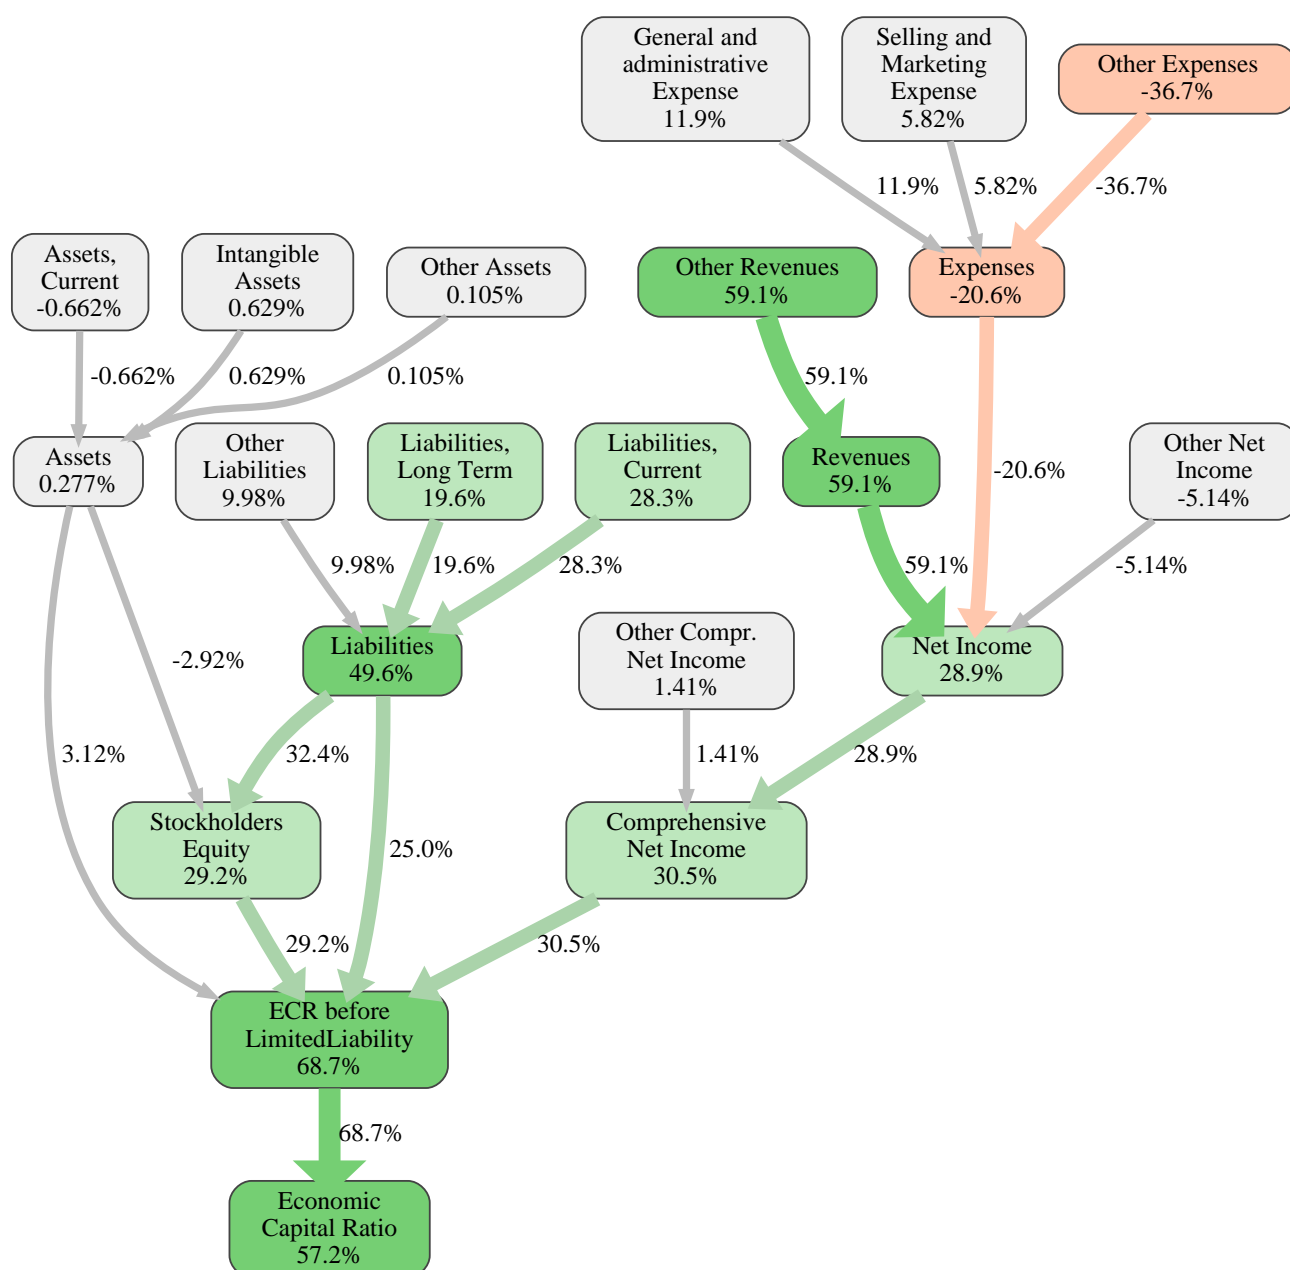 General and
administrative
Expense
11.9%
Selling and
Marketing
Expense
5.82%
Other Expenses
-36.7%
11.9%
5.82%
-36.7%
Assets,
Current
-0.662%
Intangible
Assets
0.629%
Other Assets
0.105%
Other Revenues
59.1%
Expenses
-20.6%
-0.662%
0.629%
0.105%
59.1%
Assets
0.277%
Other
Liabilities
9.98%
Liabilities,
Long Term
19.6%
Liabilities,
Current
28.3%
Revenues
59.1%
-20.6%
Other Net
Income
-5.14%
9.98%
19.6%
28.3%
59.1%
-5.14%
Liabilities
49.6%
Other Compr.
Net Income
1.41%
Net Income
28.9%
-2.92%
3.12%
32.4%
1.41%
28.9%
Stockholders
Equity
29.2%
25.0%
Comprehensive
Net Income
30.5%
29.2%
30.5%
ECR before
LimitedLiability
68.7%
68.7%
Economic
Capital Ratio
57.2%